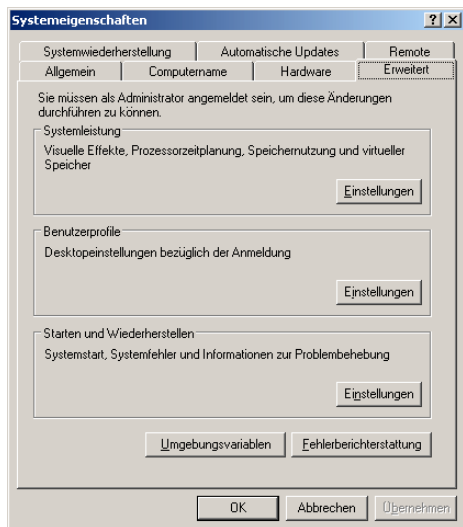 Systemeigenschaften
Systemwiederherstellung Automatische Updates Remote
Allgemein Computername Hardware Erweitert
Sie müssen als Administrator angemeldet sein, um diese Änderungen
durchführen zu können.
Systemleistung
Visuelle Effekte, Prozessorzeitplanung, Speichernutzung und virtueller
Speicher
Einstellungen
Benutzerprofile
Desktopeinstellungen bezüglich der Anmeldung
Einstellungen
Starten und Wiederherstellen
Systemstart, Systemfehler und Informationen zur Problembehebung
Einstellungen
Umgebungsvariablen Fehlerberichterstattung
OK Abbrechen Übernehmen